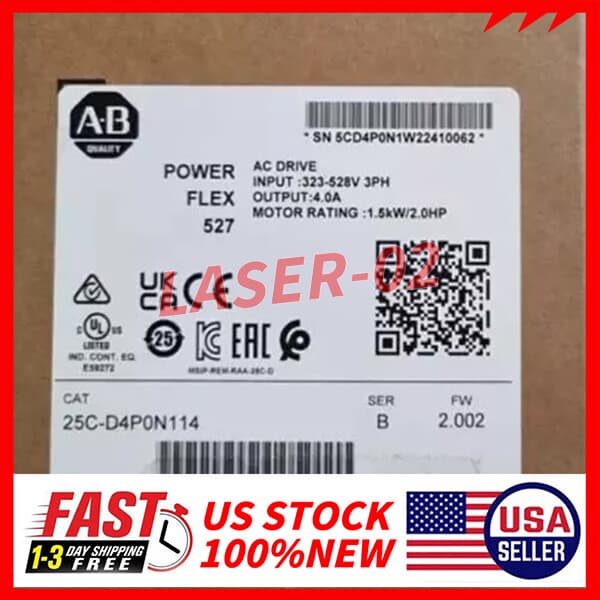 A-B
QUALITY
* SN 5CD4P0N1W22410062 *
POWER
FLEX
527
AC DRIVE
INPUT :323-528V 3PH
OUTPUT:4.0A
MOTOR RATING :1.5kW/2.0HP
LASER-02
UK
CA
CE
C UL US
LISTED
IND. CONT. EQ.
E59272
25
EAC
MSIP-REM-RAA-25C-D
CAT
25C-D4P0N114
SER
B
FW
2.002
FAST
1-3 DAY SHIPPING
FREE
US STOCK
100%NEW
USA
SELLER